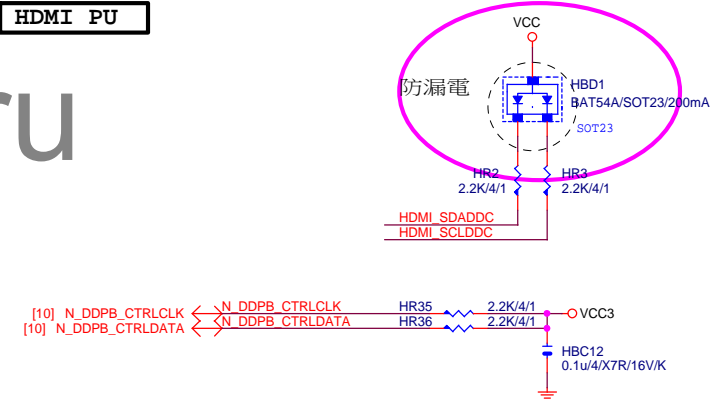 HDMI PU
ru
VCC
防漏電
HBD1
BAT54A/SOT23/200mA
SOT23
HR2
2.2K/4/1
HR3
2.2K/4/1
HDMI_SDADDC
HDMI_SCLDDC
[10] N_DDPB_CTRLCLK N_DDPB_CTRLCLK HR35 2.2K/4/1 VCC3
[10] N_DDPB_CTRLDATA N_DDPB_CTRLDATA HR36 2.2K/4/1
HBC12
0.1u/4/X7R/16V/K